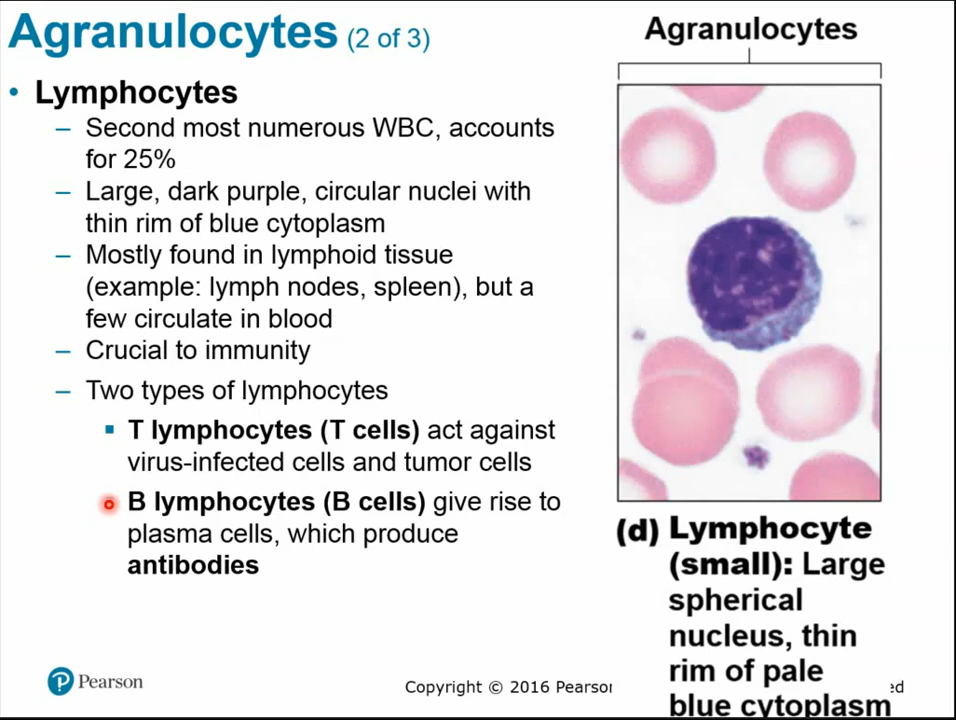 Agranulocytes (2 of 3)
• Lymphocytes
– Second most numerous WBC, accounts
for 25%
– Large, dark purple, circular nuclei with
thin rim of blue cytoplasm
– Mostly found in lymphoid tissue
(example: lymph nodes, spleen), but a
few circulate in blood
– Crucial to immunity
– Two types of lymphocytes
▪ T lymphocytes (T cells) act against
virus-infected cells and tumor cells
B lymphocytes (B cells) give rise to
plasma cells, which produce
antibodies
Agranulocytes
(d) Lymphocyte
(small): Large
spherical
nucleus, thin
rim of pale
blue cytoplasm
Pearson
Copyright © 2016 Pearson